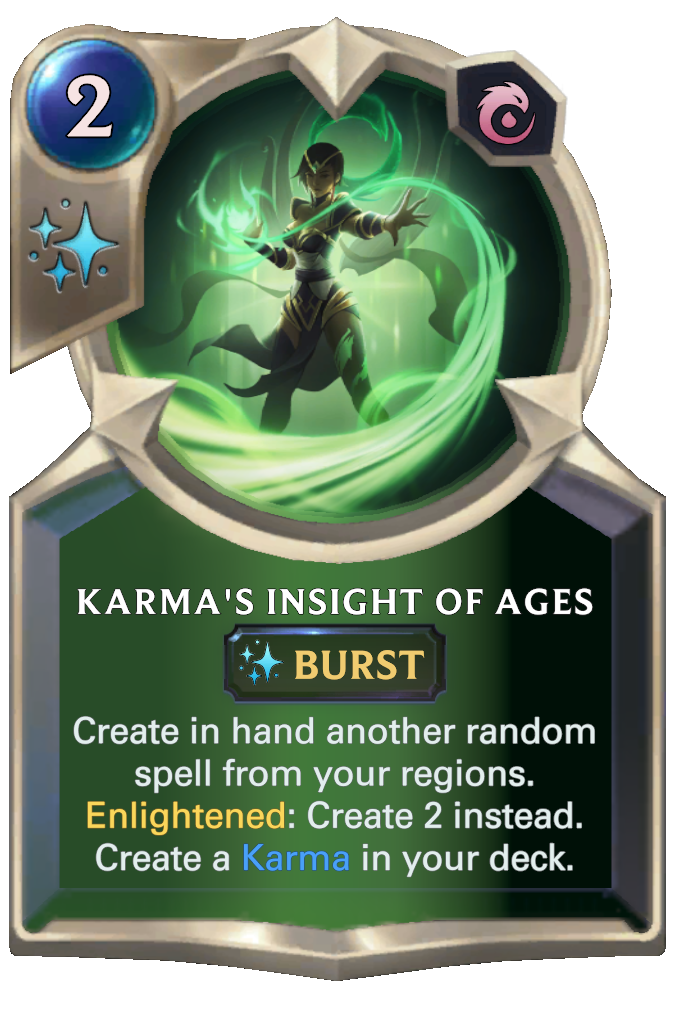 2
KARMA'S INSIGHT OF AGES
BURST
Create in hand another random
spell from your regions.
Enlightened: Create 2 instead.
Create a Karma in your deck.